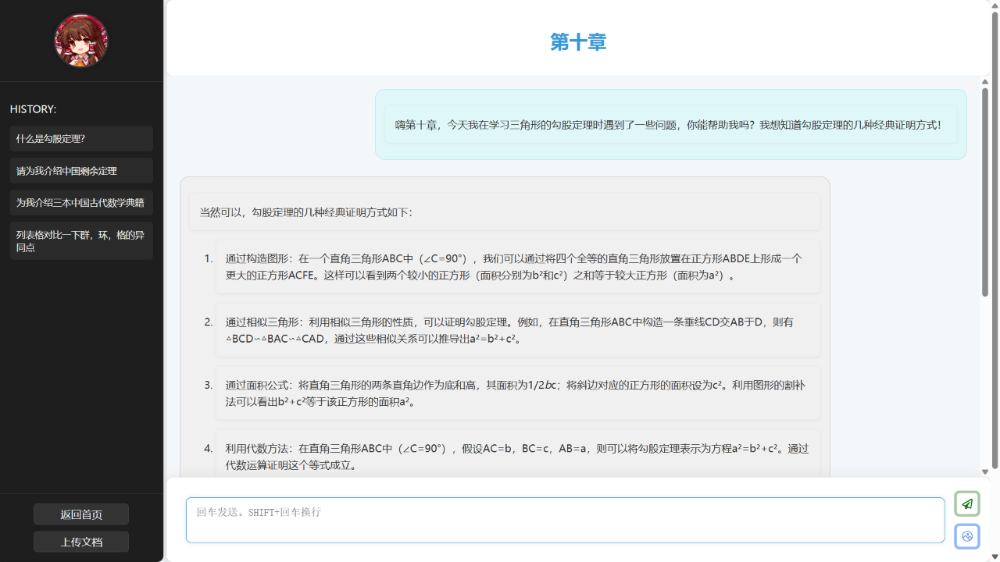 HISTORY:
什么是勾股定理?
请为我介绍中国剩余定理
为我介绍三本中国古代数学典籍
列表格对比一下群，环，格的异
同点
返回首页
上传文档
第十章
嗨第十章，今天我在学习三角形的勾股定理时遇到了一些问题，你能帮助我吗？我想知道勾股定理的几种经典证明方式！
当然可以，勾股定理的几种经典证明方式如下：
1. 通过构造图形：在一个直角三角形ABC中（∠C=90°），我们可以通过将四个全等的直角三角形放置在正方形ABDE上形成一个
更大的正方形ACFE。这样可以看到两个较小的正方形（面积分别为b²和c²）之和等于较大正方形（面积为a²）。
2. 通过相似三角形：利用相似三角形的性质，可以证明勾股定理。例如，在直角三角形ABC中构造一条垂线CD交AB于D，则有
△BCD∽△BAC∽△CAD，通过这些相似关系可以推导出a²=b²+c²。
3. 通过面积公式：将直角三角形的两条直角边作为底和高，其面积为1/2bc；将斜边对应的正方形的面积设为c²。利用图形的割补
法可以看出b²+c²等于该正方形的面积a²。
4. 利用代数方法：在直角三角形ABC中（∠C=90°），假设AC=b，BC=c，AB=a，则可以将勾股定理表示为方程a²=b²+c²。通过
代数运算证明这个等式成立。
回车发送。SHIFT+回车换行